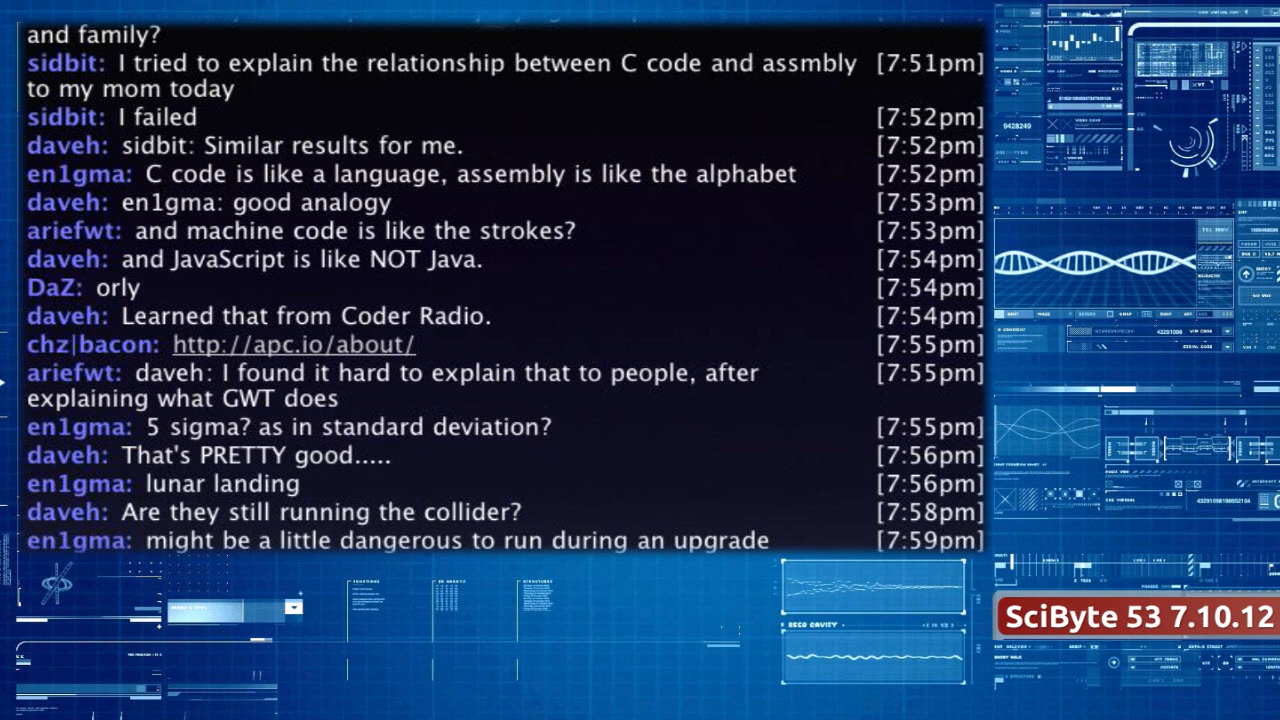 and family?
sidbit: I tried to explain the relationship between C code and assmbly [7:51pm]
to my mom today
sidbit: I failed [7:52pm]
daveh: sidbit: Similar result for me. [7:52pm]
en1gma: C code is like a language, assembly is like the alphabet [7:52pm]
daveh: en1gma: good analogy [7:53pm]
ariefwt: and machine code is like the strokes? [7:53pm]
daveh: and JavaScript is like NOT Java. [7:54pm]
DaZ: orly [7:54pm]
daveh: Learned that from Coder Radio. [7:54pm]
chz|bacon: http://apcxr/about/ [7:55pm]
ariefwt: daveh: I found it hard to explain that to people, after [7:55pm]
explaining what GWT does
en1gma: 5 sigma? as in standard deviation? [7:55pm]
daveh: That's PRETTY good..... [7:56pm]
en1gma: lunar landing [7:56pm]
daveh: Are they still running the collider? [7:58pm]
en1gma: might be a little dangerous to run during an upgrade [7:59pm]
9428249
SciByte 53 7.10.12